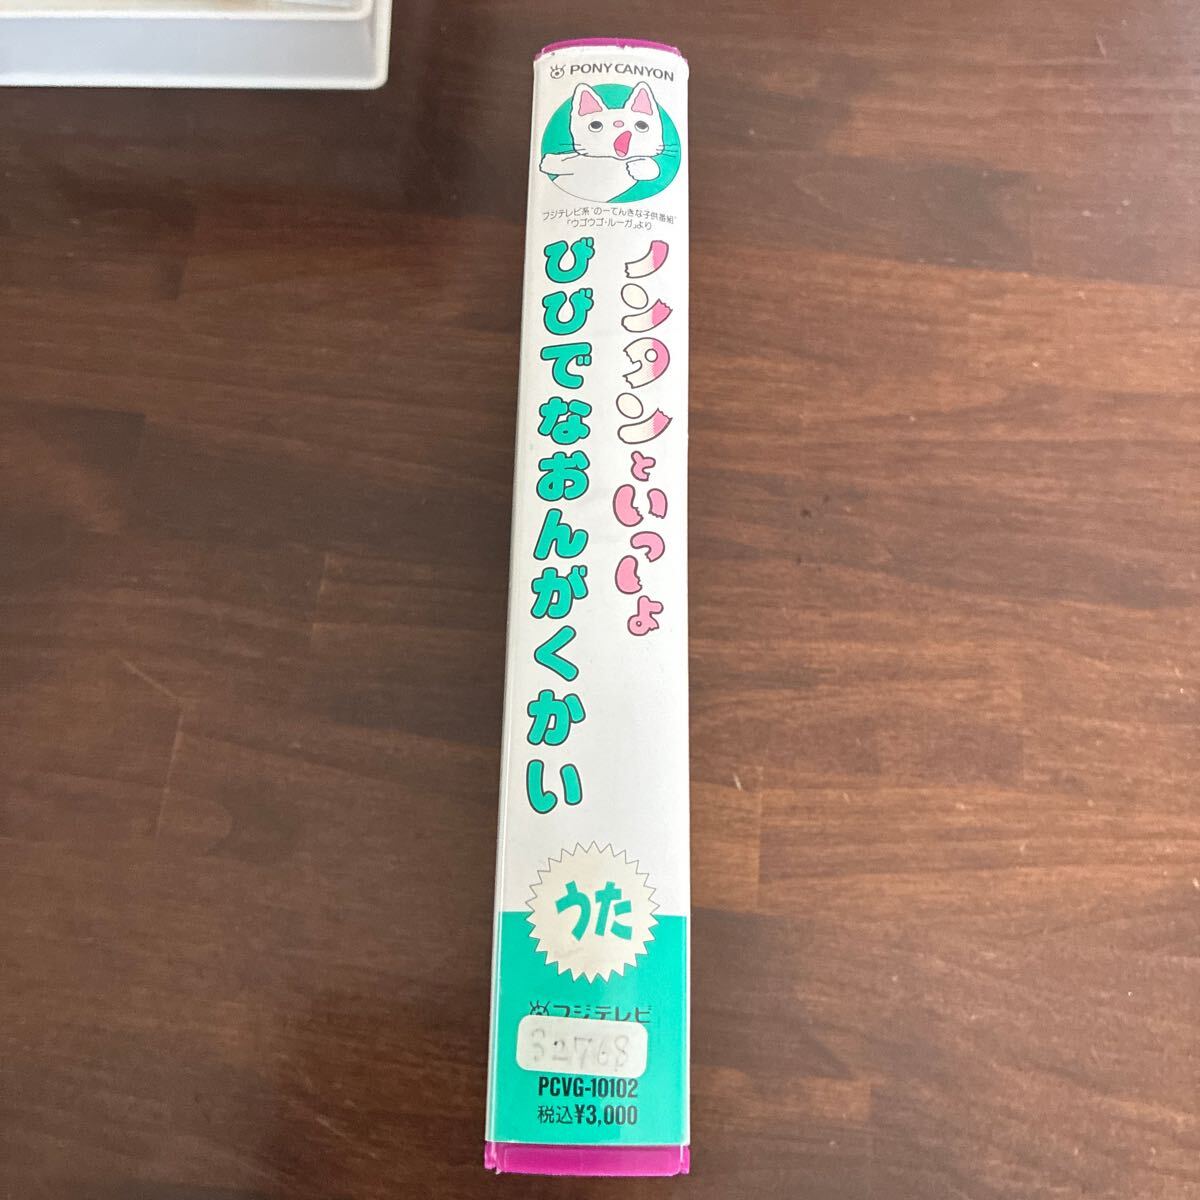 PONY CANYON
フジテレビ系"のーてんきな子供番組"
「ウゴウゴ・ルーガ」より
ノンタンといっしょ
びびでなおんがくかい
うた
フジテレビ
S2768
PCVG-10102
税込¥3,000